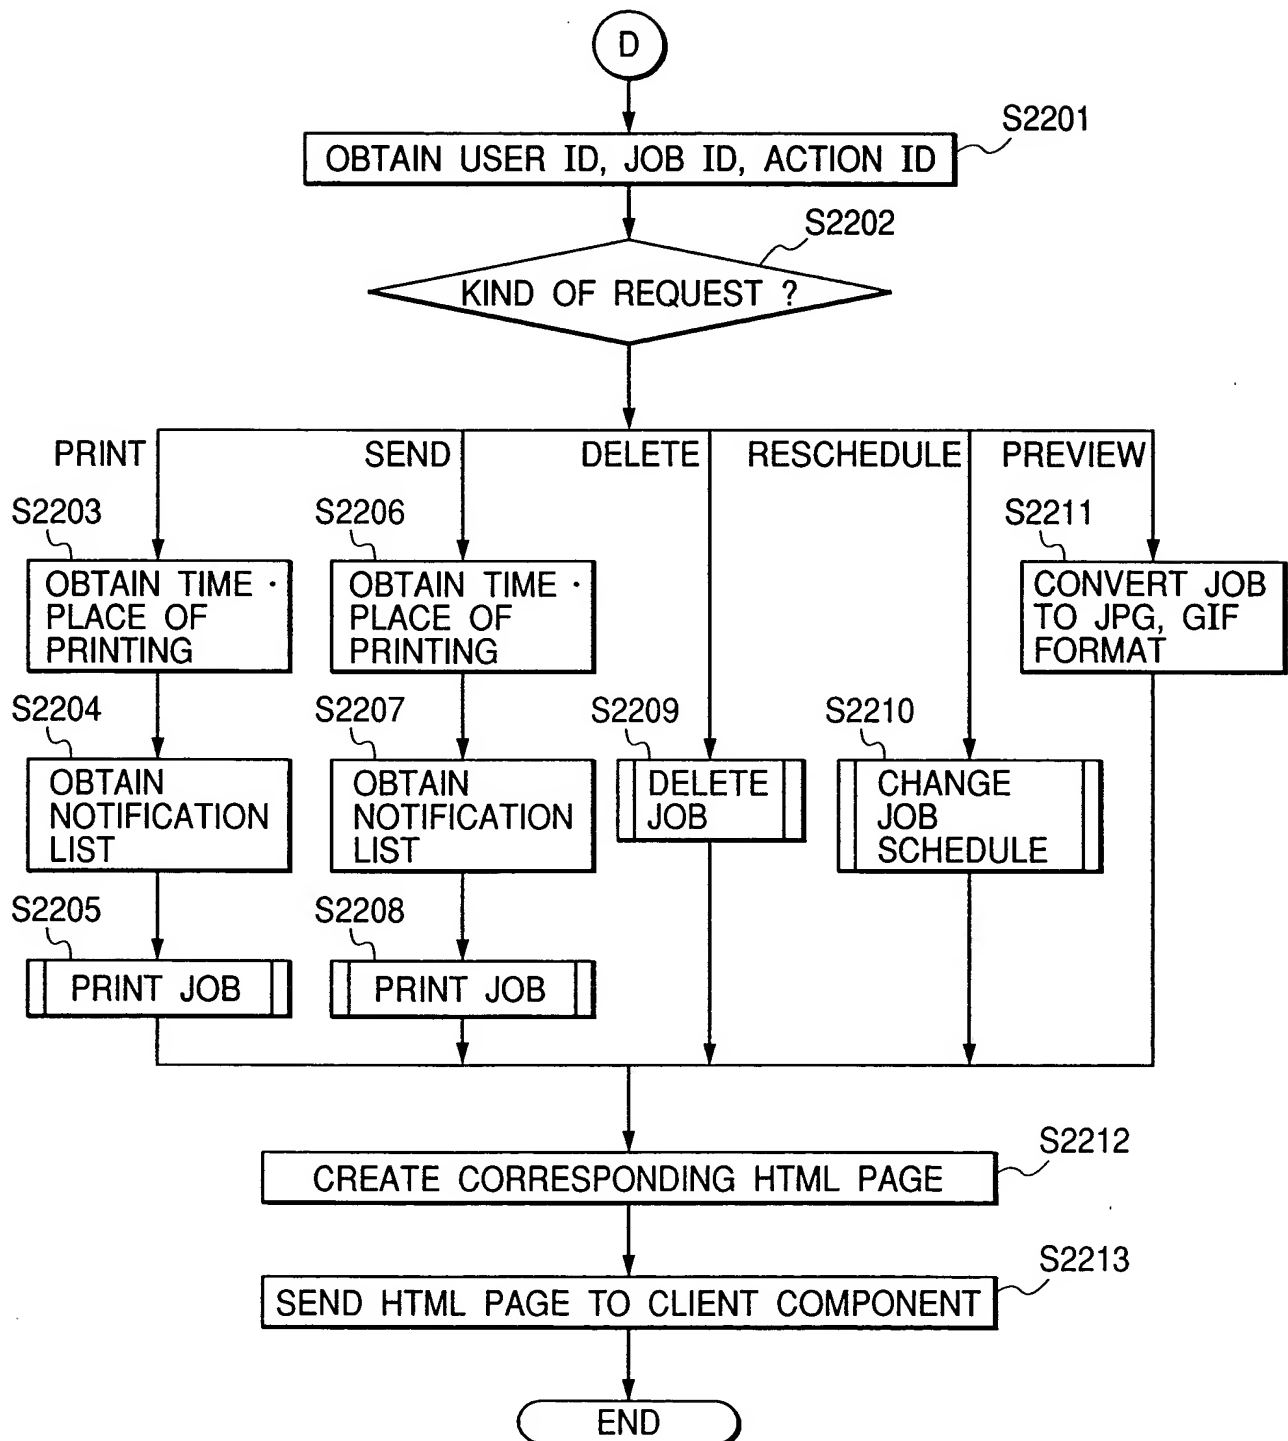 D
S2201
OBTAIN USER ID, JOB ID, ACTION ID
S2202
KIND OF REQUEST ?
PRINT
SEND
DELETE
RESCHEDULE
PREVIEW
S2203
OBTAIN TIME ·
PLACE OF
PRINTING
S2206
OBTAIN TIME ·
PLACE OF
PRINTING
S2211
CONVERT JOB
TO JPG, GIF
FORMAT
S2204
OBTAIN
NOTIFICATION
LIST
S2207
OBTAIN
NOTIFICATION
LIST
S2209
DELETE
JOB
S2210
CHANGE
JOB
SCHEDULE
S2205
PRINT JOB
S2208
PRINT JOB
S2212
CREATE CORRESPONDING HTML PAGE
S2213
SEND HTML PAGE TO CLIENT COMPONENT
END